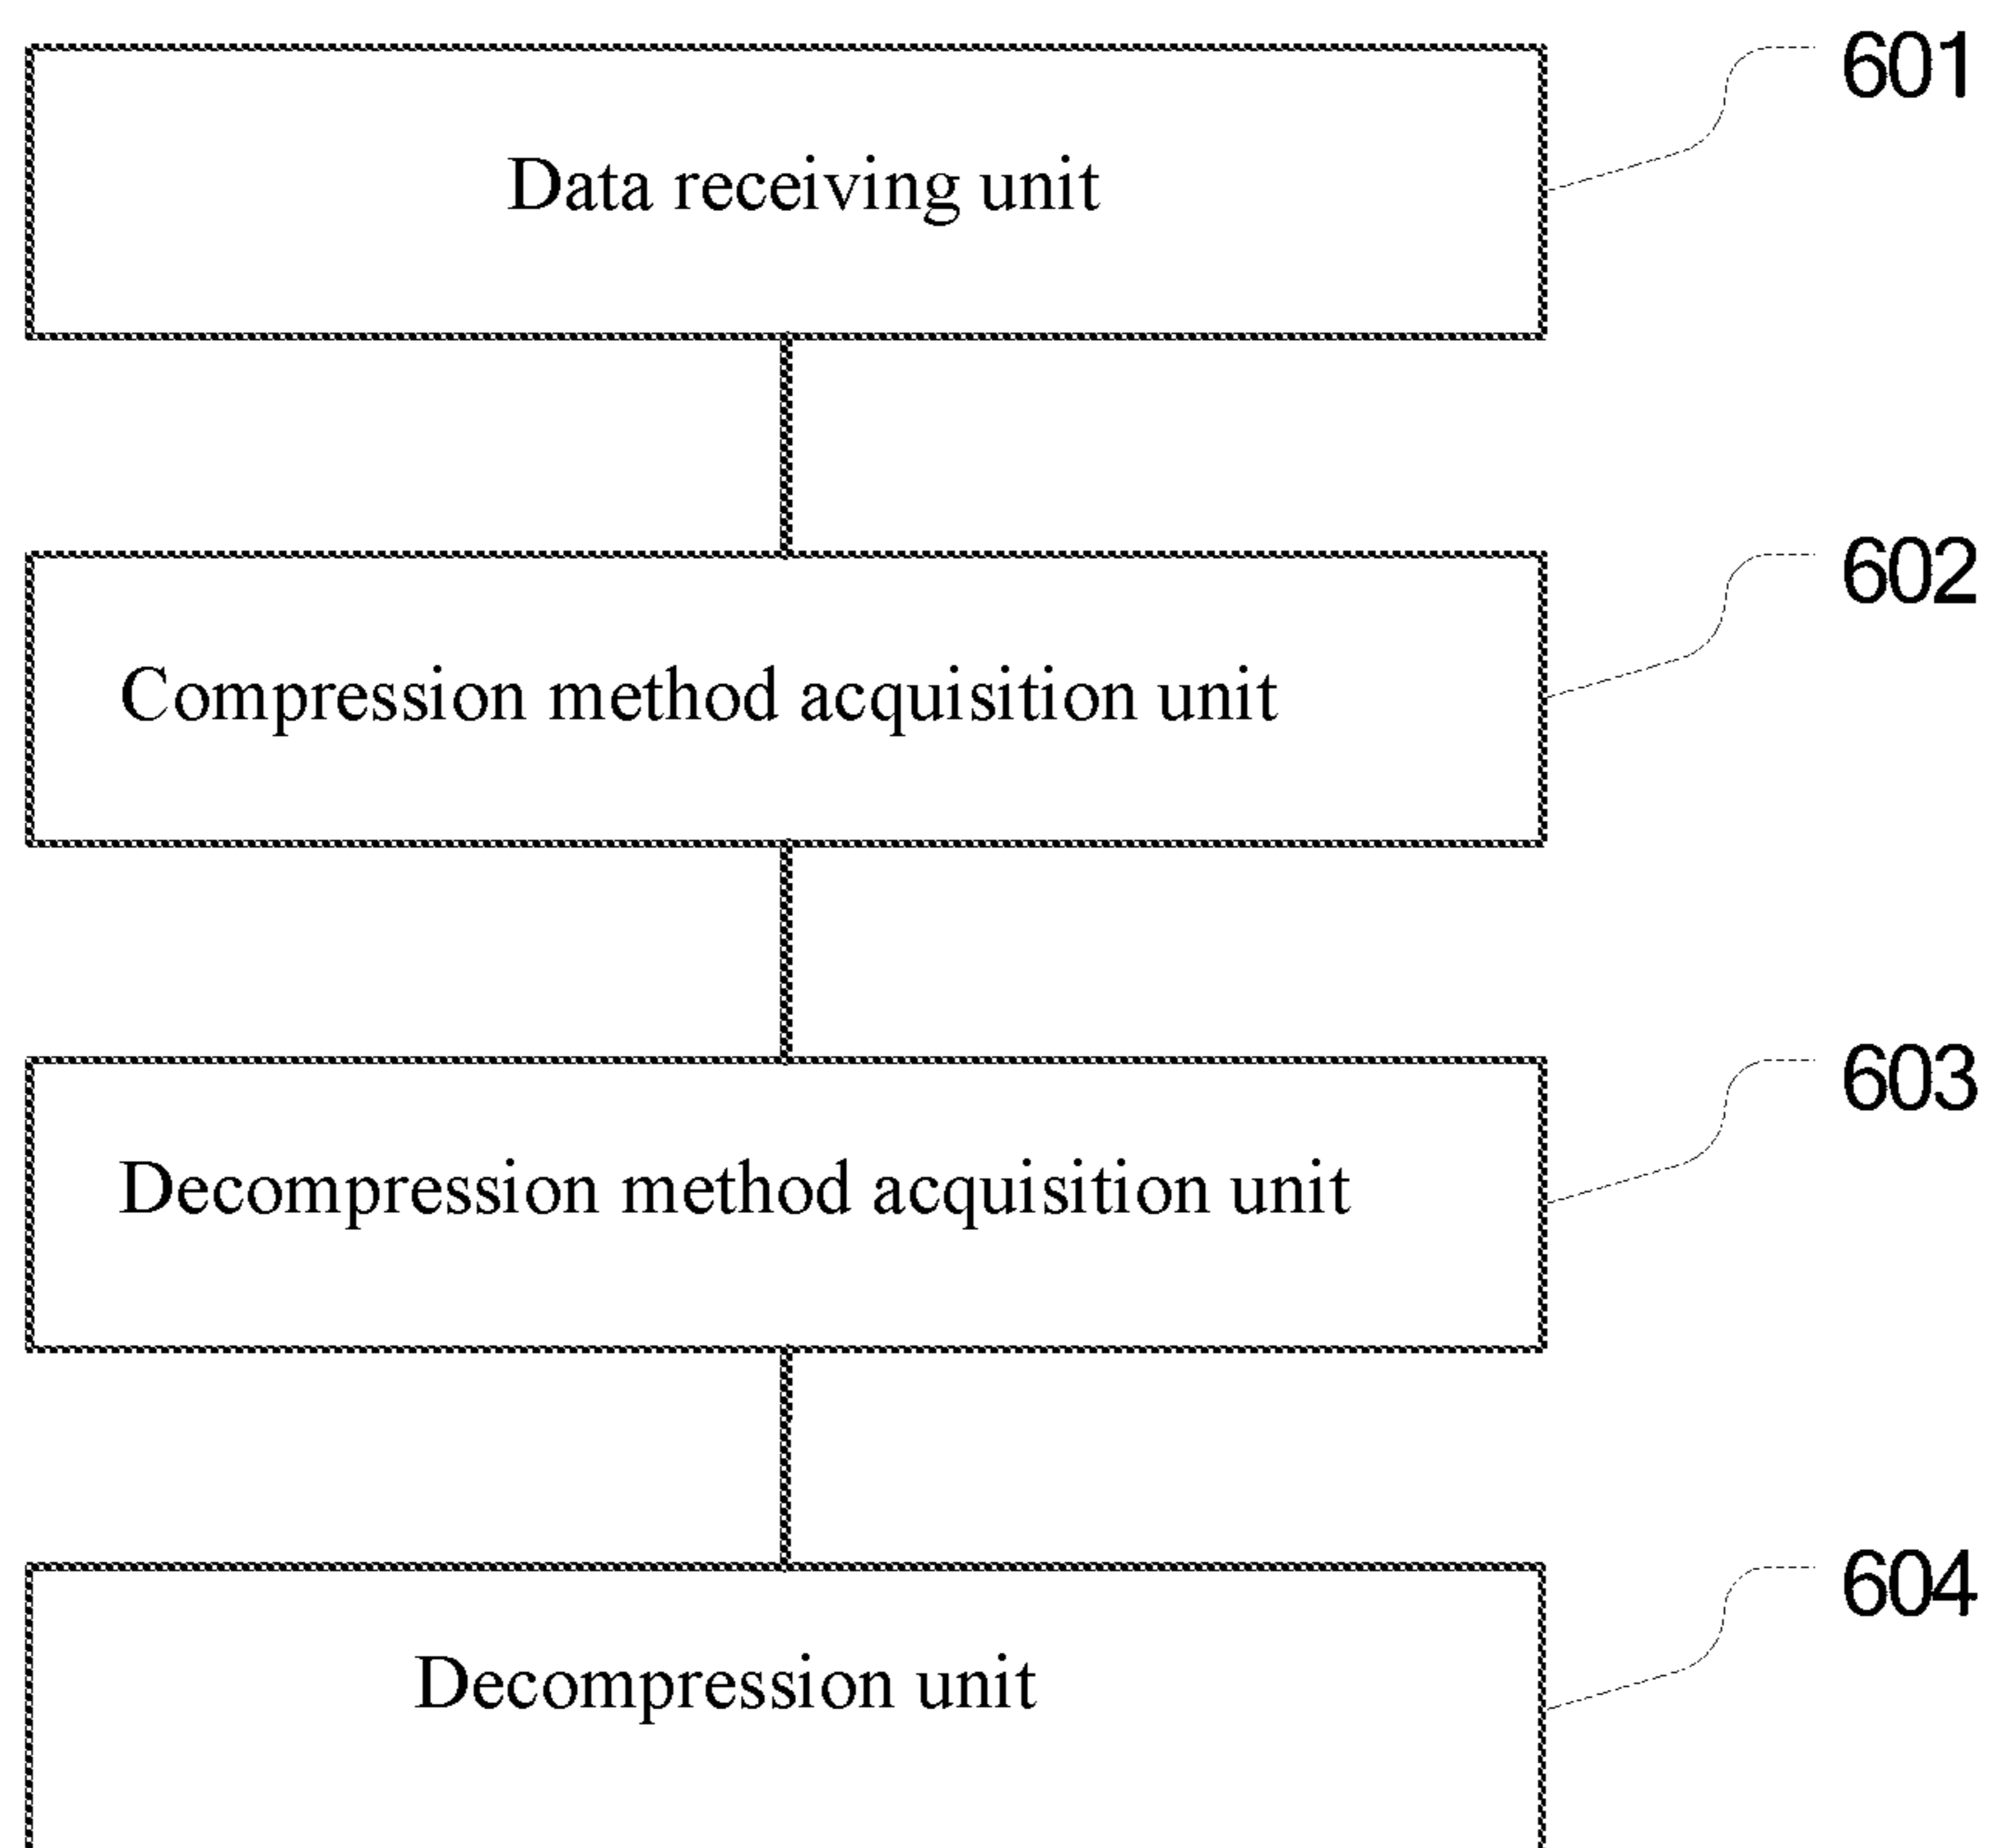 601
Data receiving unit
602
Compression method acquisition unit
603
Decompression method acquisition unit
604
Decompression unit